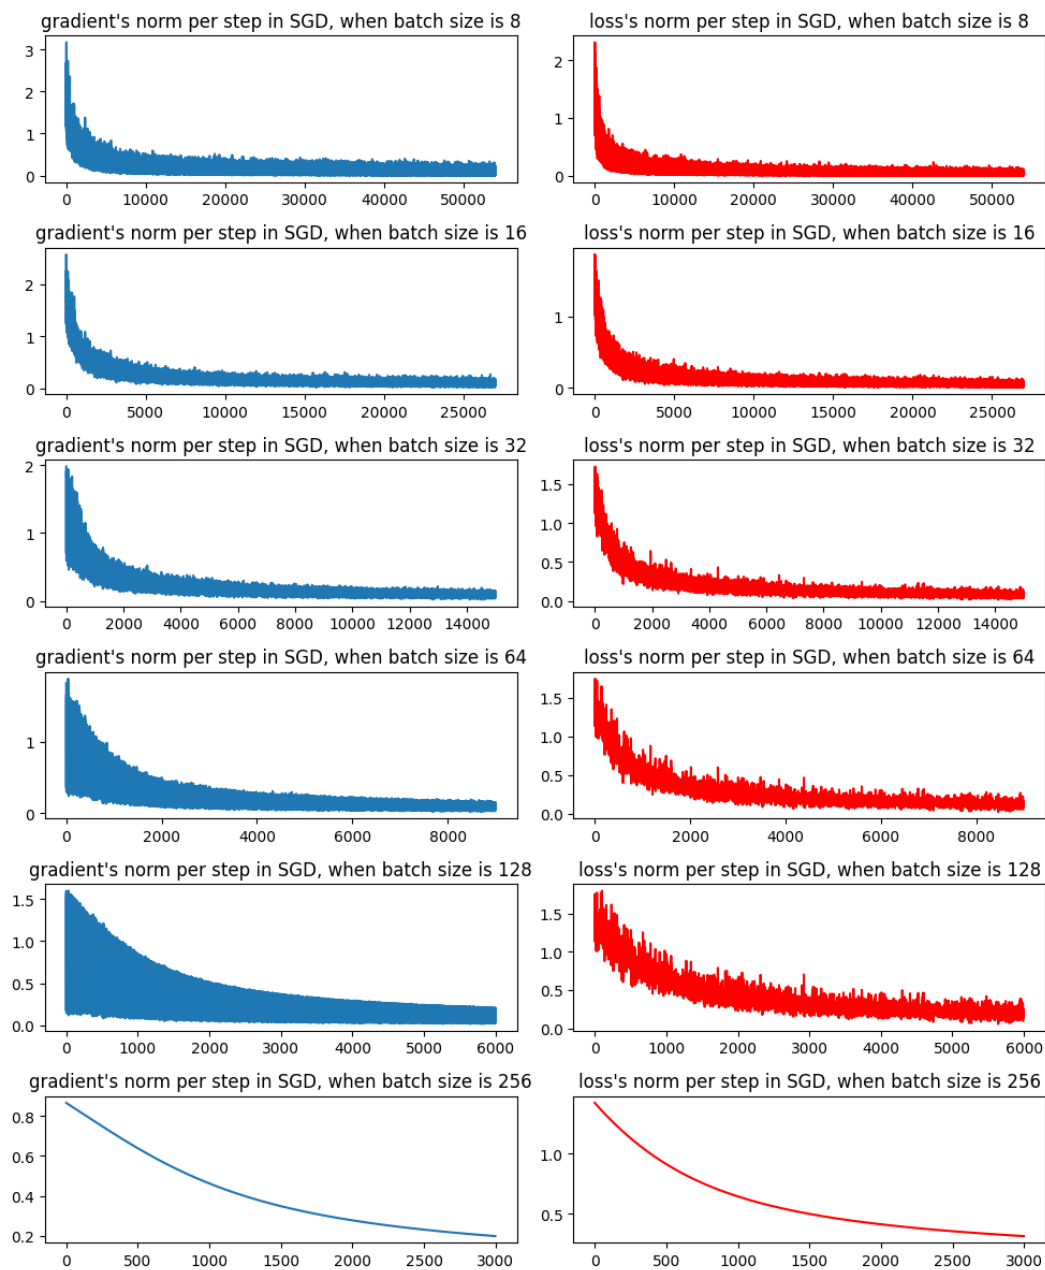 gradient's norm per step in SGD, when batch size is 8
loss's norm per step in SGD, when batch size is 8
3
2
1
0
2
1
0
0 10000 20000 30000 40000 50000
0 10000 20000 30000 40000 50000
gradient's norm per step in SGD, when batch size is 16
loss's norm per step in SGD, when batch size is 16
2
1
0
1
0
0 5000 10000 15000 20000 25000
0 5000 10000 15000 20000 25000
gradient's norm per step in SGD, when batch size is 32
loss's norm per step in SGD, when batch size is 32
2
1
0
1.5
1.0
0.5
0.0
0 2000 4000 6000 8000 10000 12000 14000
0 2000 4000 6000 8000 10000 12000 14000
gradient's norm per step in SGD, when batch size is 64
loss's norm per step in SGD, when batch size is 64
1
0
1.5
1.0
0.5
0.0
0 2000 4000 6000 8000
0 2000 4000 6000 8000
gradient's norm per step in SGD, when batch size is 128
loss's norm per step in SGD, when batch size is 128
1.5
1.0
0.5
0.0
1.5
1.0
0.5
0.0
0 1000 2000 3000 4000 5000 6000
0 1000 2000 3000 4000 5000 6000
gradient's norm per step in SGD, when batch size is 256
loss's norm per step in SGD, when batch size is 256
0.8
0.6
0.4
0.2
1.0
0.5
0 500 1000 1500 2000 2500 3000
0 500 1000 1500 2000 2500 3000